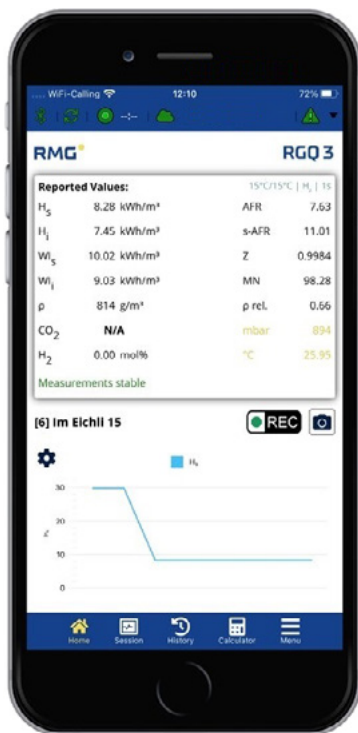 WiFi-Calling 12:10 72%
--:--
RMG RGQ 3
Reported Values: 15°C/15°C | Hs | 1s
Hs 8.28 kWh/m³ AFR 7.63
Hi 7.45 kWh/m³ s-AFR 11.01
WIs 10.02 kWh/m³ Z 0.9984
WIi 9.03 kWh/m³ MN 98.28
ρ 814 g/m³ ρ rel. 0.66
CO2 N/A mbar 894
H2 0.00 mol% °C 25.95
Measurements stable
[6] Im Eichli 15 REC
Hs
30
20
10
0
Home Session History Calculator Menu